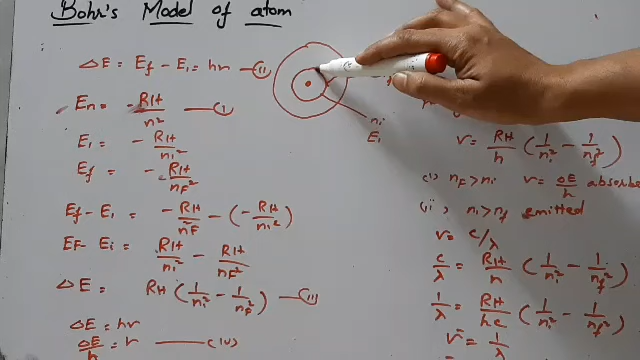 Bohr's Model of atom
ΔE = Ef - Ei = hν —(ii)
En = - RH/n² —(i)
Ei = - RH/ni²
Ef = - RH/nF²
Ef - Ei = - RH/nF² - (- RH/ni²)
EF - Ei = RH/ni² - RH/nF²
ΔE = RH (1/ni² - 1/nf²) —(iii)
ΔE = hν
ΔE/h = ν —(iv)
ni
Ei
ν = RH/h (1/ni² - 1/nf²)
(i) nF > ni ν = ΔE/h absorbe
(ii) ni > nf emitted
ν = c/λ
c/λ = RH/h (1/ni² - 1/nf²)
1/λ = RH/hc (1/ni² - 1/nf²)
ν̄ = 1/λ